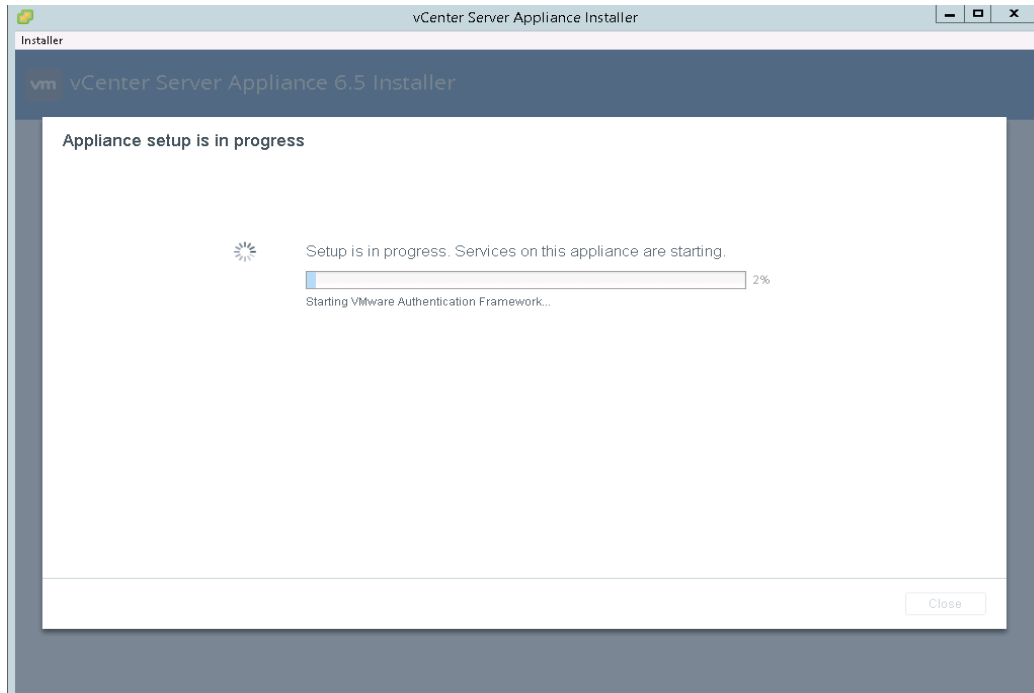 vCenter Server Appliance Installer
Installer
vm vCenter Server Appliance 6.5 Installer
Appliance setup is in progress
Setup is in progress. Services on this appliance are starting.
2%
Starting VMware Authentication Framework...
Close